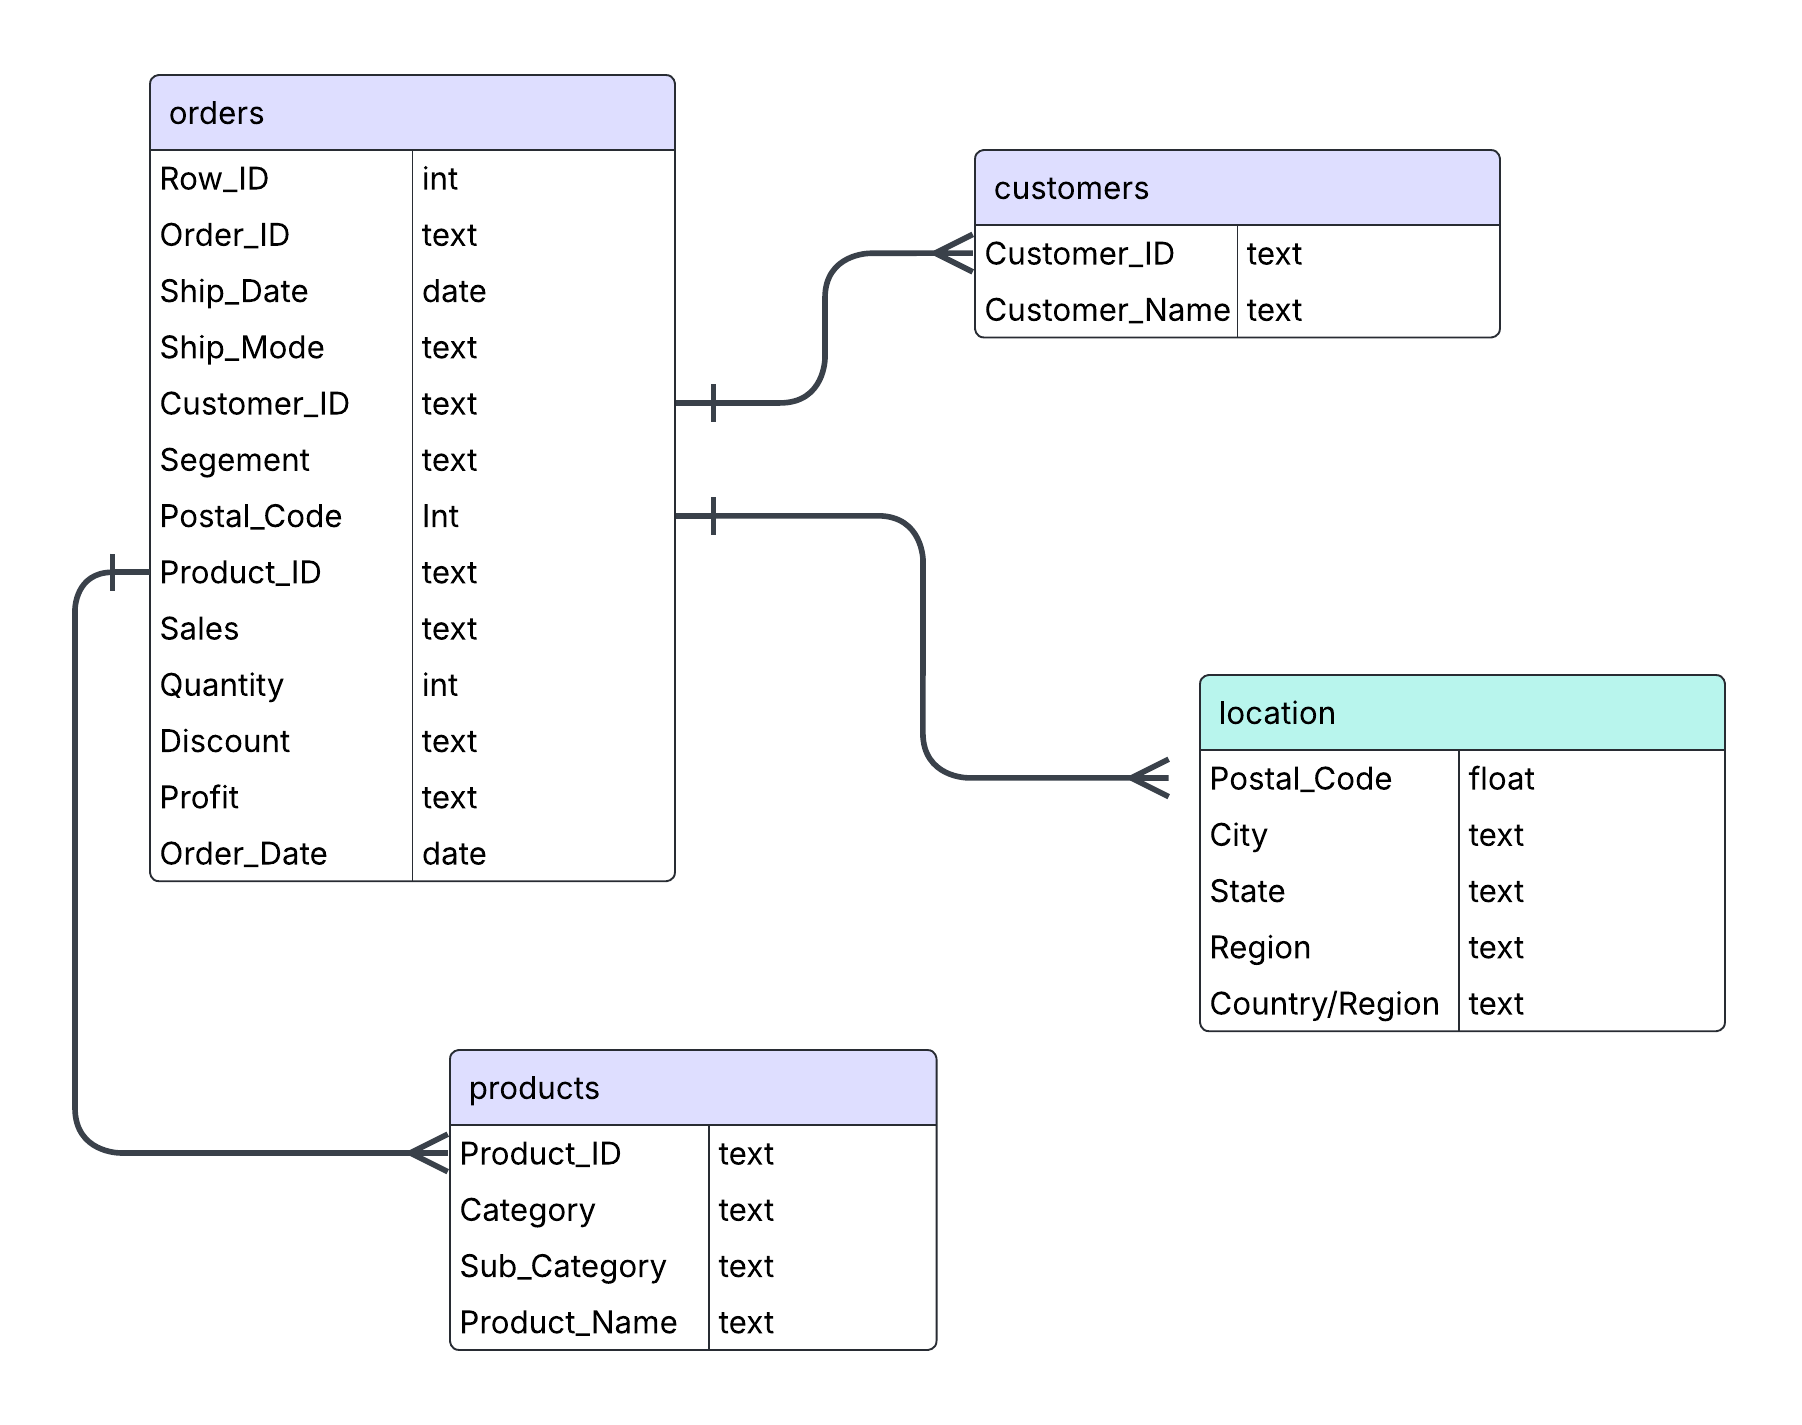 orders
Row_ID int
Order_ID text
Ship_Date date
Ship_Mode text
Customer_ID text
Segement text
Postal_Code Int
Product_ID text
Sales text
Quantity int
Discount text
Profit text
Order_Date date
customers
Customer_ID text
Customer_Name text
location
Postal_Code float
City text
State text
Region text
Country/Region text
products
Product_ID text
Category text
Sub_Category text
Product_Name text